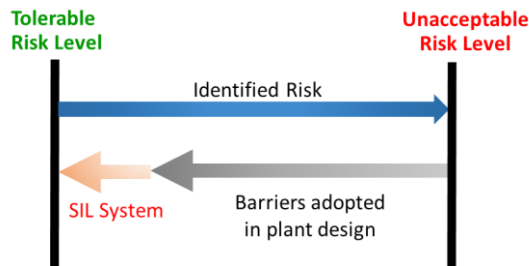 Tolerable
Risk Level
Unacceptable
Risk Level
Identified Risk
SIL System
Barriers adopted
in plant design